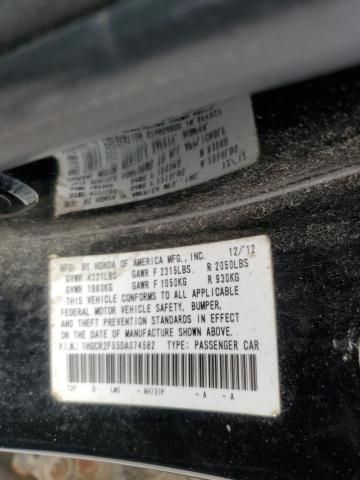 MFD. BY HONDA OF AMERICA MFG., INC. 12/12
GVWR 4321LBS GAWR F 2315LBS R 2050LBS
GVWR 1960KG GAWR F 1050KG R 930KG
THIS VEHICLE CONFORMS TO ALL APPLICABLE
FEDERAL MOTOR VEHICLE SAFETY, BUMPER,
AND THEFT PREVENTION STANDARDS IN EFFECT
ON THE DATE OF MANUFACTURE SHOWN ABOVE.
V.I.N.: 1HGCR2F55DA074582 TYPE: PASSENGER CAR
D LMS - NH731P - A - A